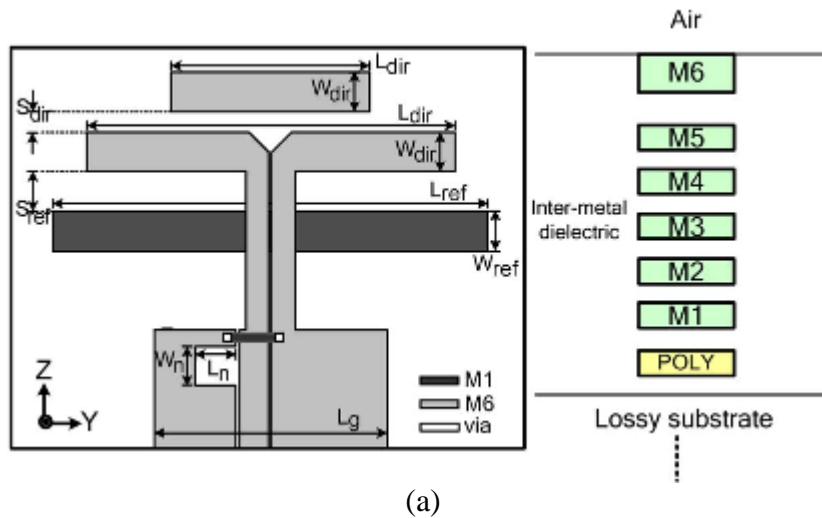 Air
L_dir
W_dir
S_dir
L_dir
W_dir
S_ref
L_ref
W_ref
W_n
L_n
L_g
Z
Y
M1
M6
via
M6
M5
M4
Inter-metal
dielectric
M3
M2
M1
POLY
Lossy substrate
(a)